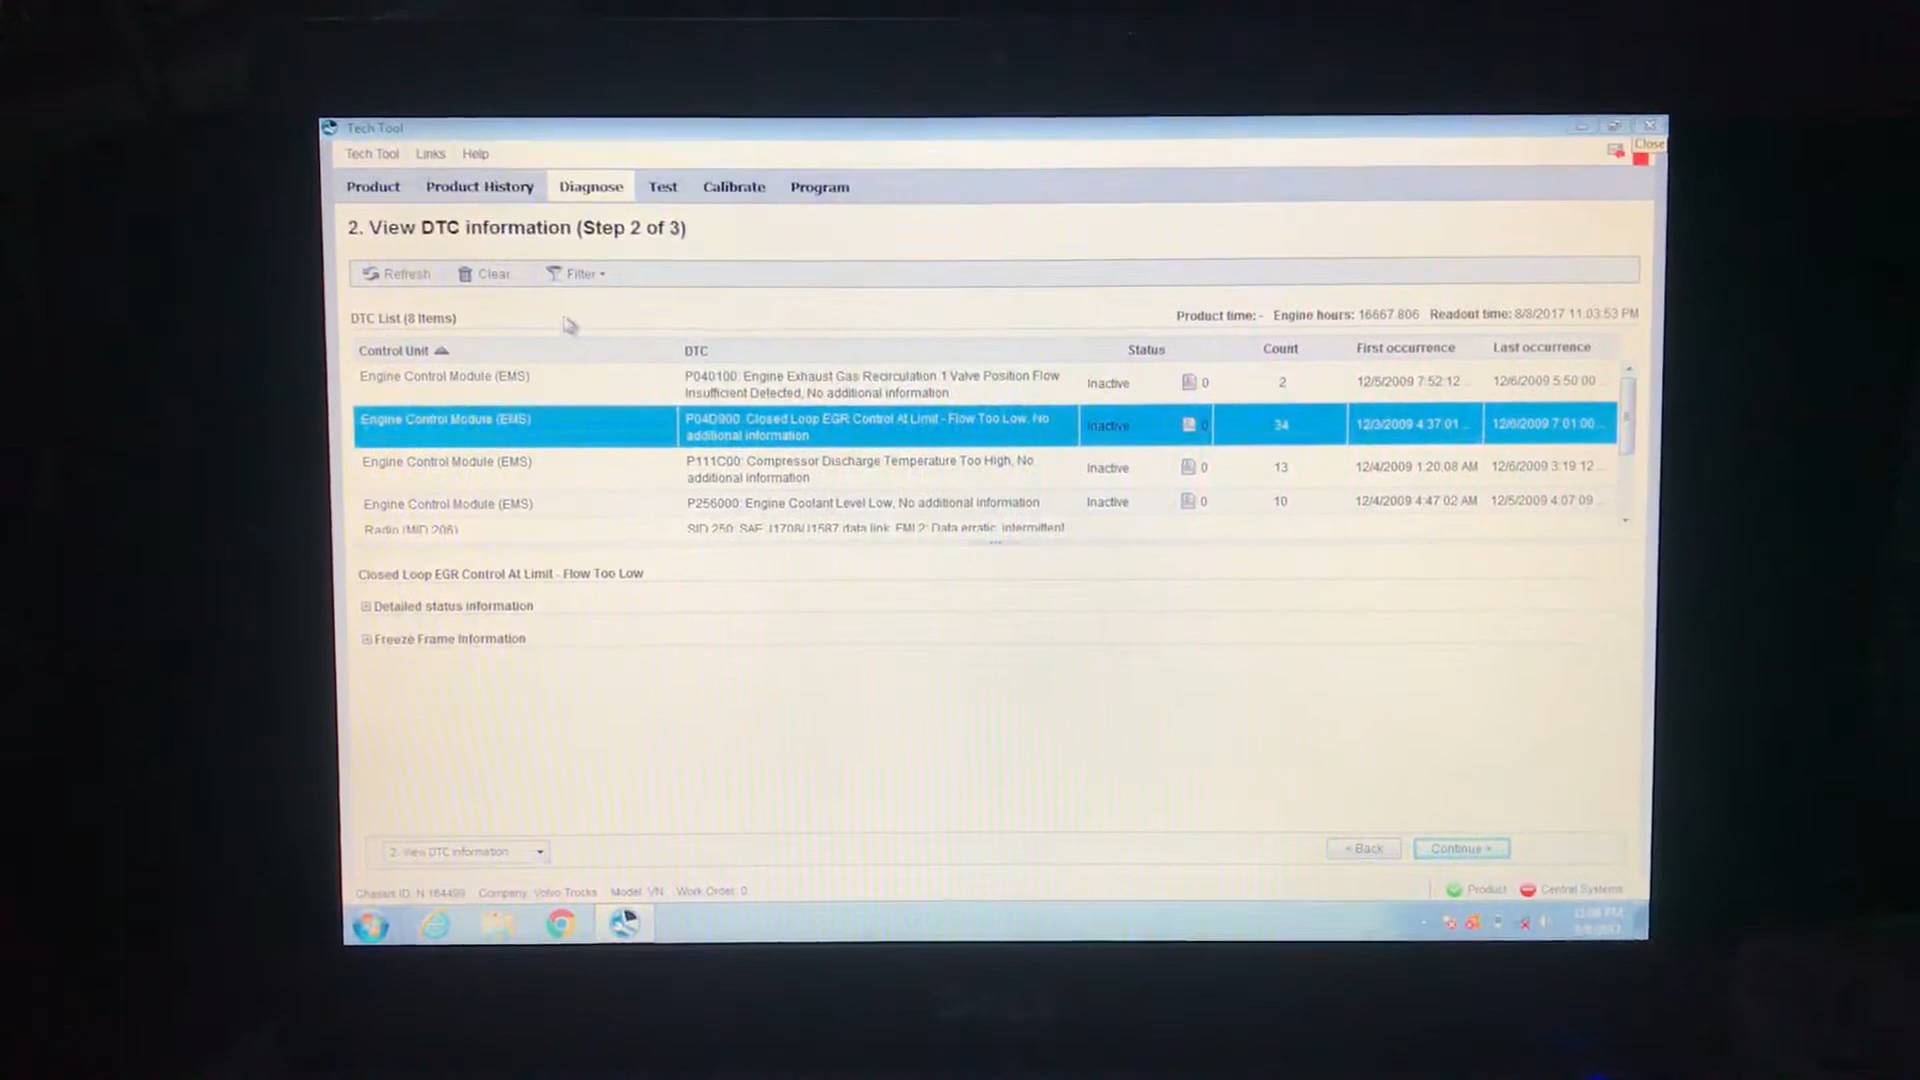 Tech Tool
Tech Tool Links Help
Close
Product Product History Diagnose Test Calibrate Program
2. View DTC information (Step 2 of 3)
Refresh Clear Filter
DTC List (8 Items)
Product time: - Engine hours: 16667.806 Readout time: 8/8/2017 11:03:53 PM
Control Unit DTC Status Count First occurrence Last occurrence
Engine Control Module (EMS) P040100: Engine Exhaust Gas Recirculation 1 Valve Position Flow Inactive 0 2 12/5/2009 7:52:12 ... 12/6/2009 5:50:00 ...
Insufficient Detected, No additional information
Engine Control Module (EMS) P04D900: Closed Loop EGR Control At Limit - Flow Too Low, No Inactive 0 34 12/3/2009 4:37:01 ... 12/6/2009 7:01:00 ...
additional information
Engine Control Module (EMS) P111C00: Compressor Discharge Temperature Too High, No Inactive 0 13 12/4/2009 1:20:08 AM 12/6/2009 3:19:12 ...
additional information
Engine Control Module (EMS) P256000: Engine Coolant Level Low, No additional information Inactive 0 10 12/4/2009 4:47:02 AM 12/5/2009 4:07:09 ...
Radio (MID 206) SID 250: SAE J1708/J1587 data link, FMI 2: Data erratic, intermittent
Closed Loop EGR Control At Limit - Flow Too Low
Detailed status information
Freeze Frame Information
2. View DTC information
< Back Continue >
Chassis ID: N 164499 Company: Volvo Trucks Model: VN Work Order: 0
Product Central Systems